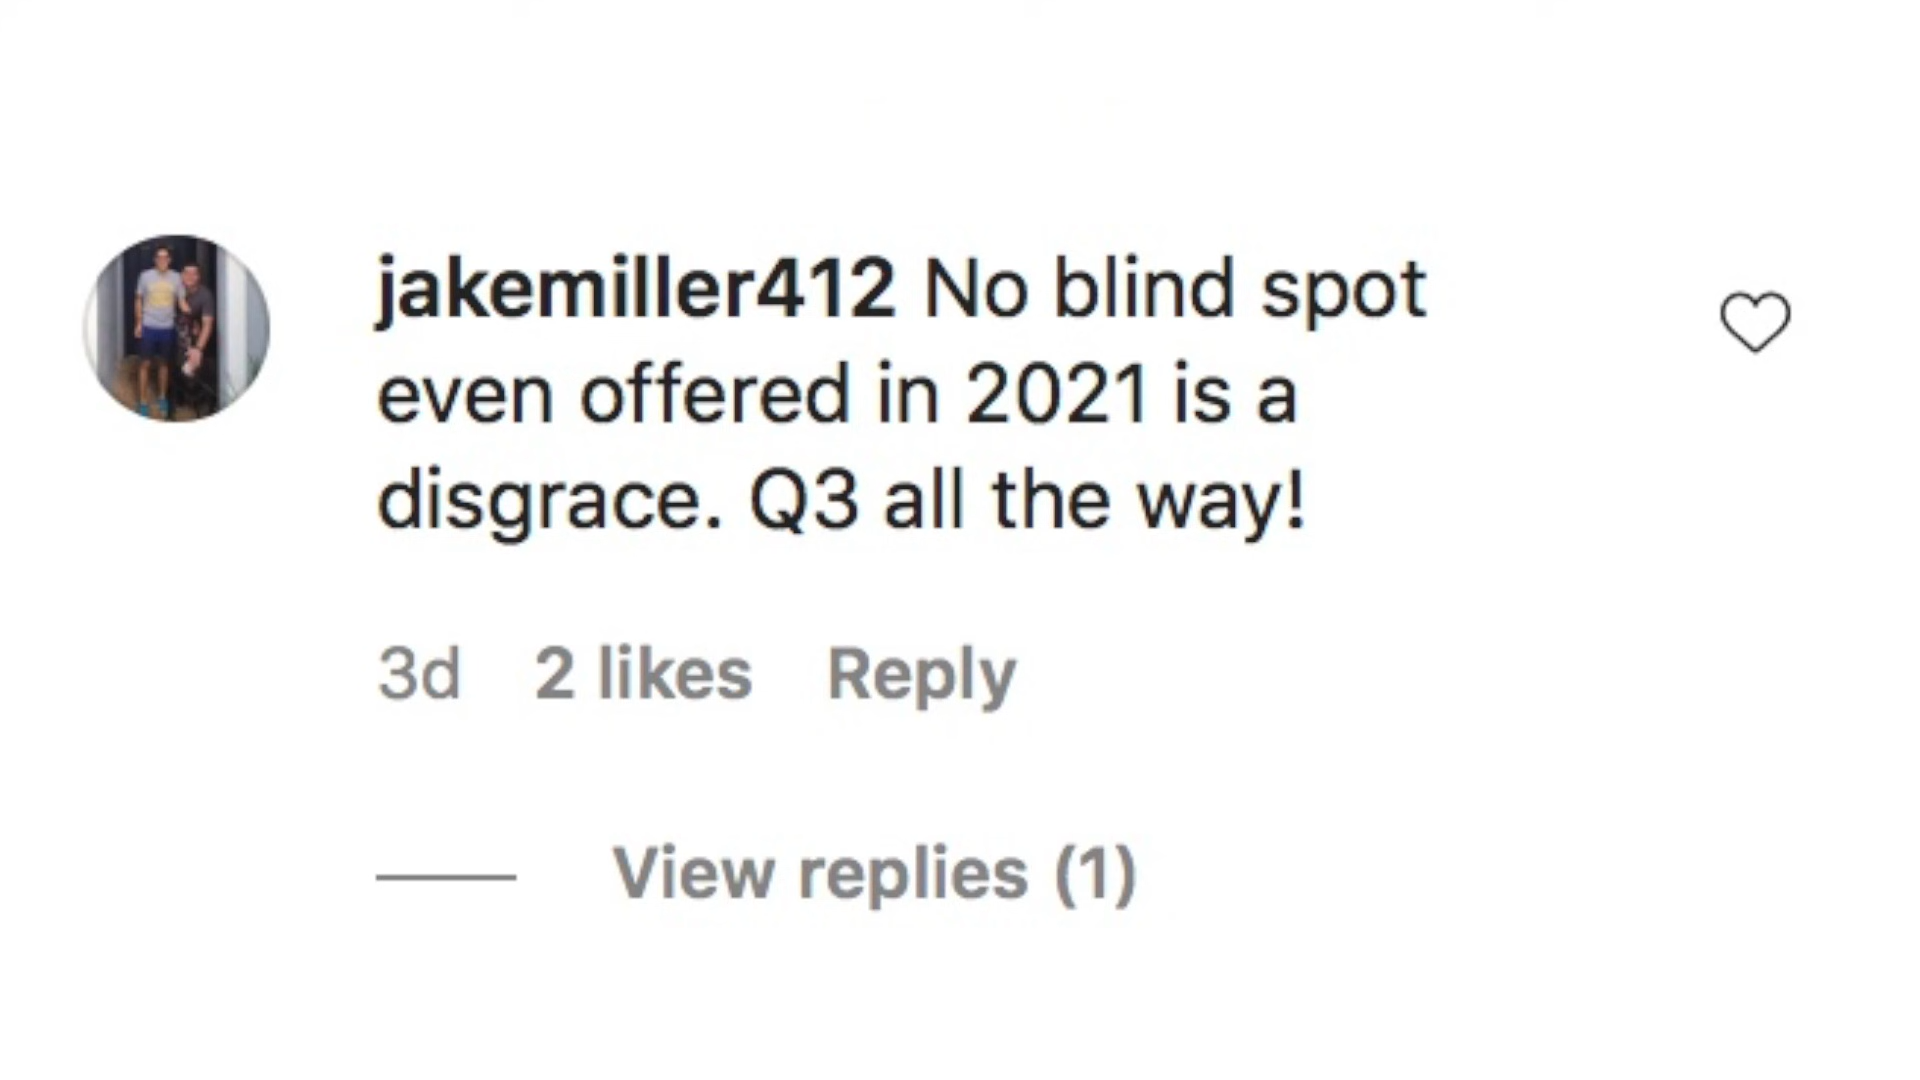 jakemiller412 No blind spot
even offered in 2021 is a
disgrace. Q3 all the way!
3d 2 likes Reply
View replies (1)